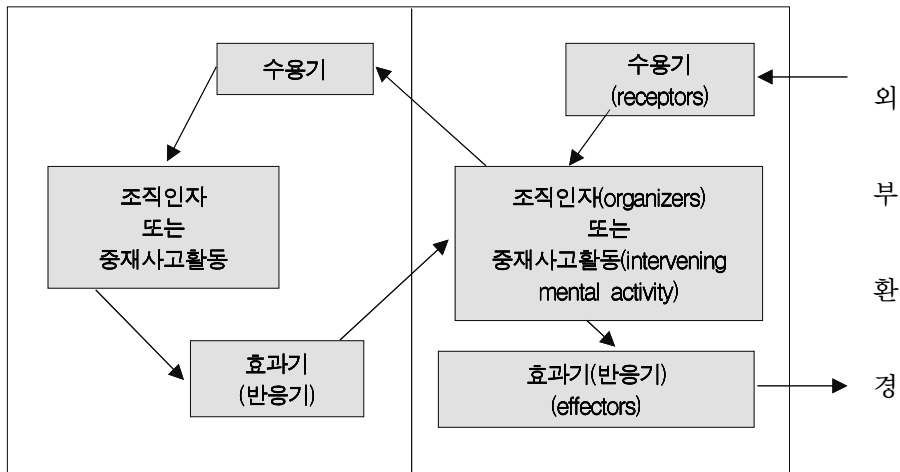 수용기
조직인자
또는
중재사고활동
효과기
(반응기)
수용기
(receptors)
조직인자(organizers)
또는
중재사고활동(intervening
mental activity)
효과기(반응기)
(effectors)
외
부
환
경